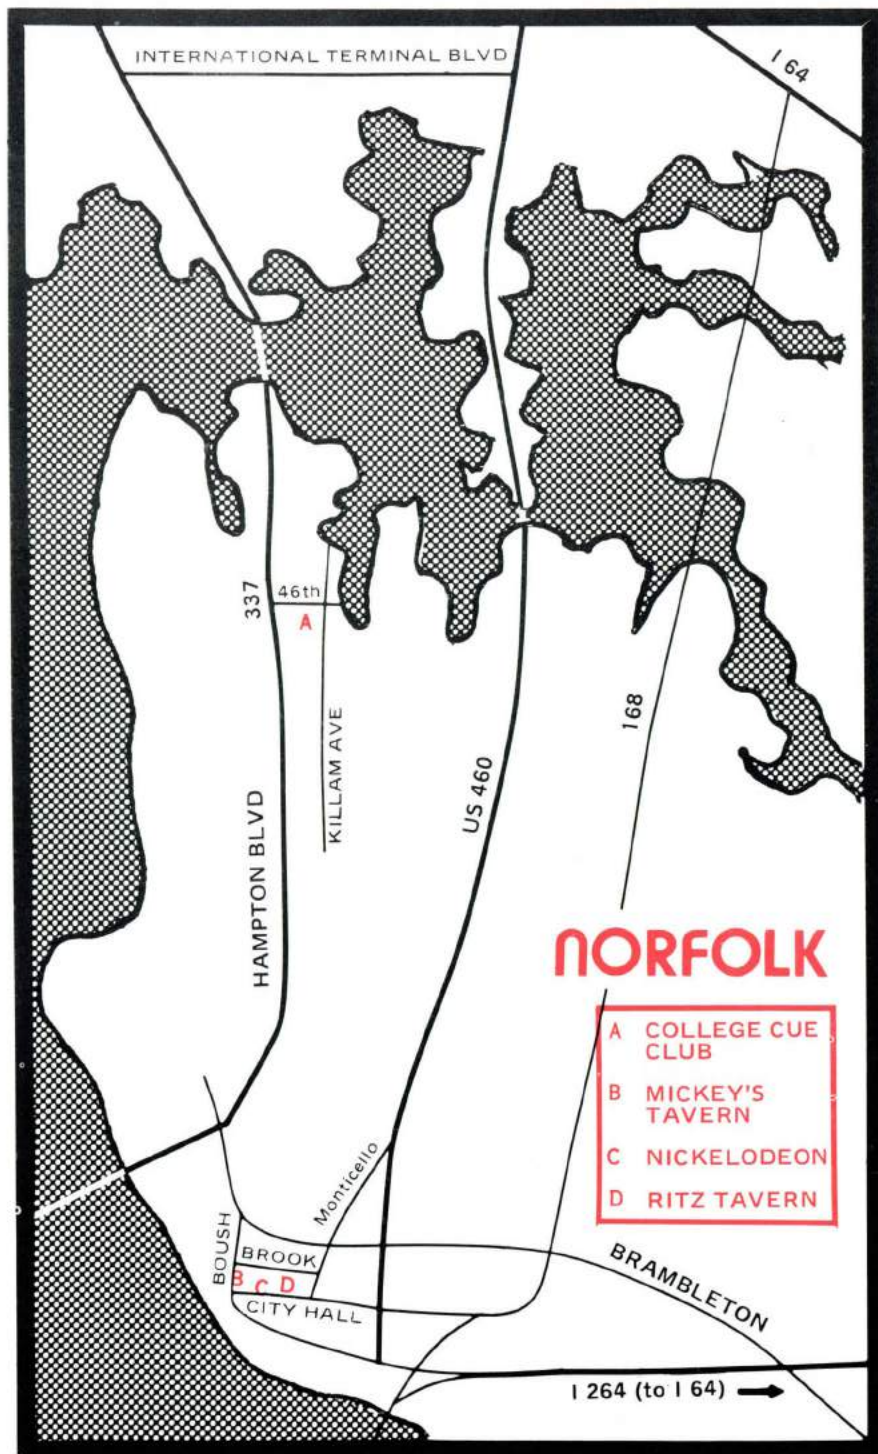 INTERNATIONAL TERMINAL BLVD
I 64
337
46th
A
KILLAM AVE
168
US 460
HAMPTON BLVD
NORFOLK
A COLLEGE CUE
CLUB
B MICKEY'S
TAVERN
C NICKELODEON
D RITZ TAVERN
Monticello
BOUSH
BROOK
B C D
CITY HALL
BRAMBLETON
I 264 (to I 64)